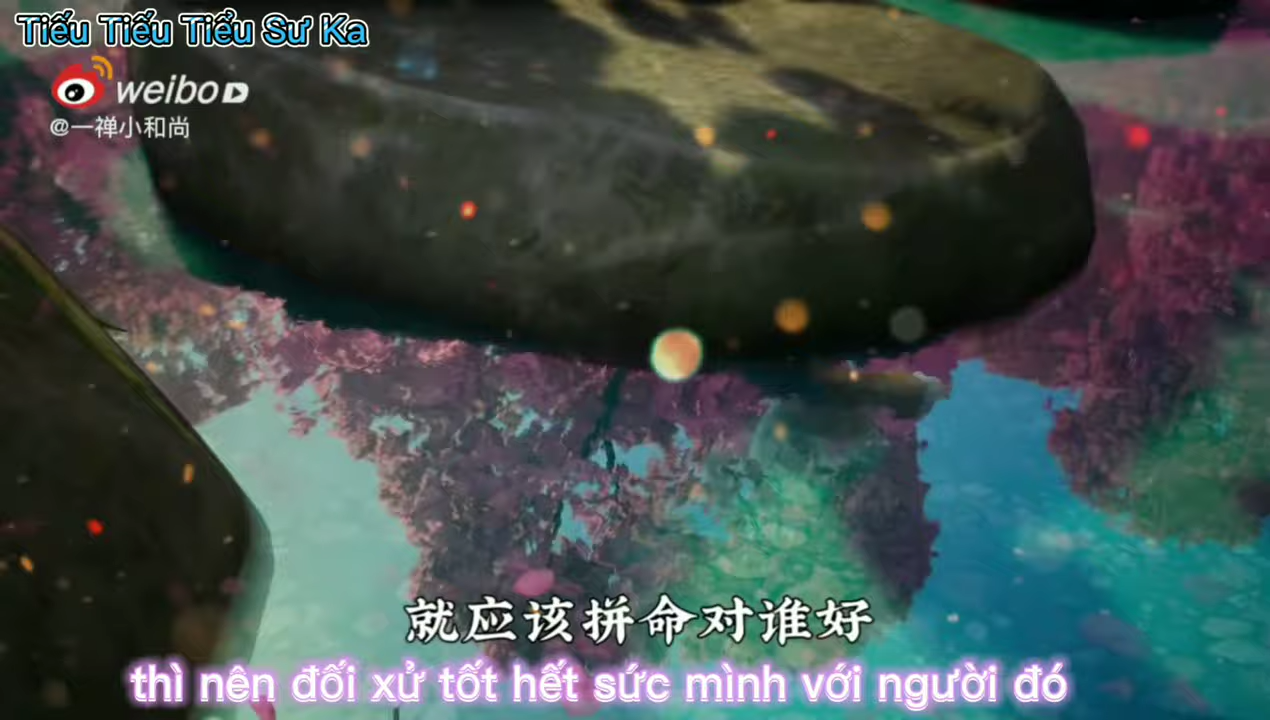 Tiếu Tiếu Tiểu Sư Ka
weibo
@一禅小和尚
就应该拼命对谁好
thì nên đối xử tốt hết sức mình với người đó